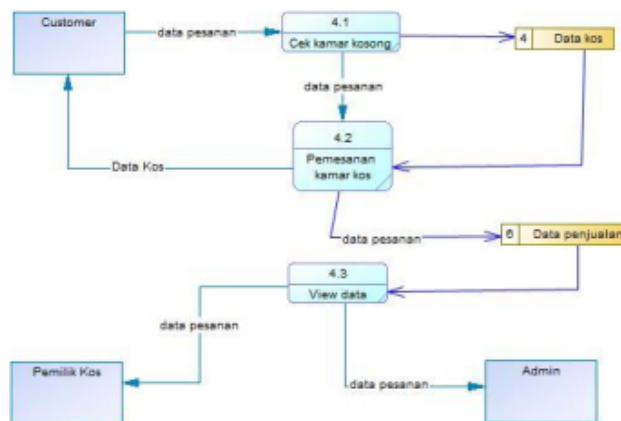 Customer
data pesanan
4.1
Cek kamar kosong
4 Data kos
data pesanan
4.2
Pemesanan
kamar kos
Data Kos
data pesanan
6 Data penjualan
4.3
View data
data pesanan
Pemilik Kos
data pesanan
Admin